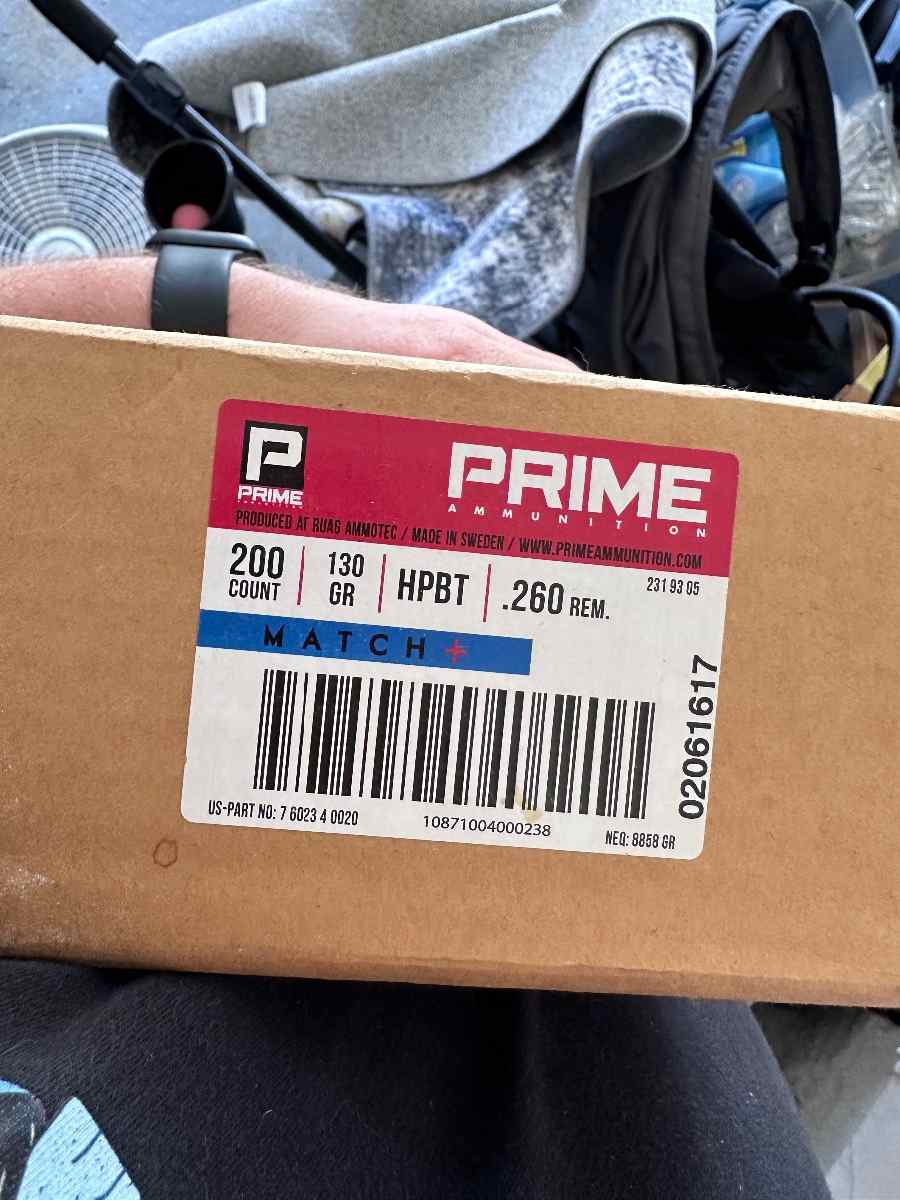 P
PRIME
PRIME
AMMUNITION
PRODUCED AT RUAG AMMOTEC / MADE IN SWEDEN / WWW.PRIMEAMMUNITION.COM
200 COUNT | 130 GR | HPBT | .260 REM.
231 93 05
MATCH+
02061617
US-PART NO: 7 6023 4 0020
10871004000238
NEQ: 8858 GR